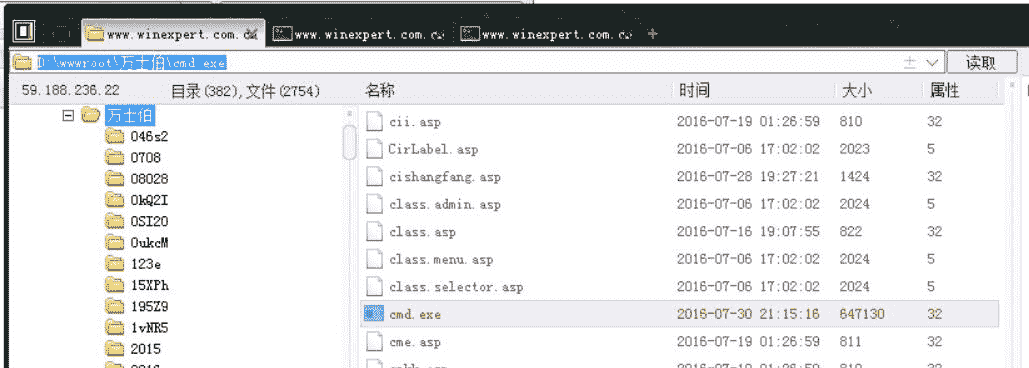 www.winexpert.com.c www.winexpert.com.c www.winexpert.com.c +
D:\wwwroot\万士伯\cmd.exe 读取
59.188.236.22 目录(382),文件(2754) 名称 时间 大小 属性
万士伯
046s2
0708
08028
0kQ2I
0SI20
0ukcM
123e
15XPh
195Z9
1vNR5
2015
cii.asp 2016-07-19 01:26:59 810 32
CirLabel.asp 2016-07-06 17:02:02 2023 5
cishangfang.asp 2016-07-28 19:27:21 1424 32
class.admin.asp 2016-07-06 17:02:02 2024 5
class.asp 2016-07-16 19:07:55 822 32
class.menu.asp 2016-07-06 17:02:02 2024 5
class.selector.asp 2016-07-06 17:02:02 2024 5
cmd.exe 2016-07-30 21:15:16 647130 32
cme.asp 2016-07-19 01:26:59 811 32